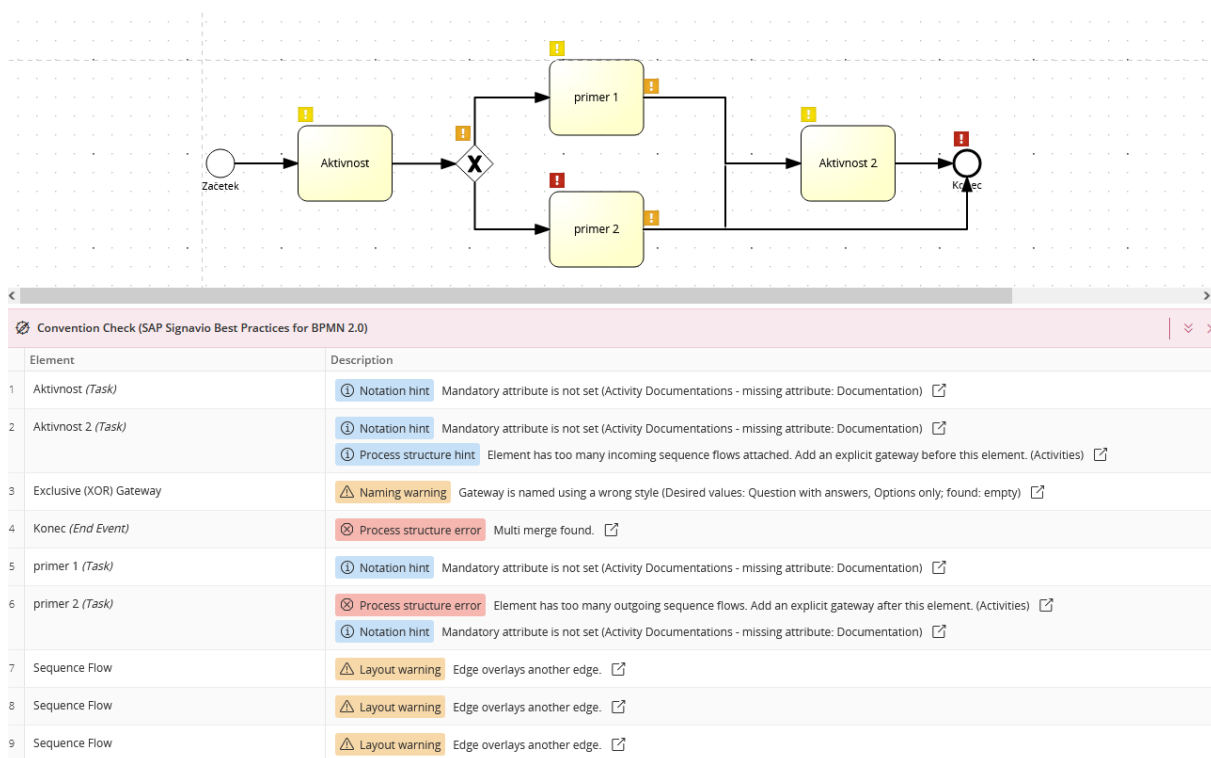 primer 1
Aktivnost
X
Aktivnost 2
Začetek
Konec
primer 2
Convention Check (SAP Signavio Best Practices for BPMN 2.0)
Element Description
1 Aktivnost (Task) Notation hint Mandatory attribute is not set (Activity Documentations - missing attribute: Documentation)
2 Aktivnost 2 (Task) Notation hint Mandatory attribute is not set (Activity Documentations - missing attribute: Documentation)
Process structure hint Element has too many incoming sequence flows attached. Add an explicit gateway before this element. (Activities)
3 Exclusive (XOR) Gateway Naming warning Gateway is named using a wrong style (Desired values: Question with answers, Options only; found: empty)
4 Konec (End Event) Process structure error Multi merge found.
5 primer 1 (Task) Notation hint Mandatory attribute is not set (Activity Documentations - missing attribute: Documentation)
6 primer 2 (Task) Process structure error Element has too many outgoing sequence flows. Add an explicit gateway after this element. (Activities)
Notation hint Mandatory attribute is not set (Activity Documentations - missing attribute: Documentation)
7 Sequence Flow Layout warning Edge overlays another edge.
8 Sequence Flow Layout warning Edge overlays another edge.
9 Sequence Flow Layout warning Edge overlays another edge.